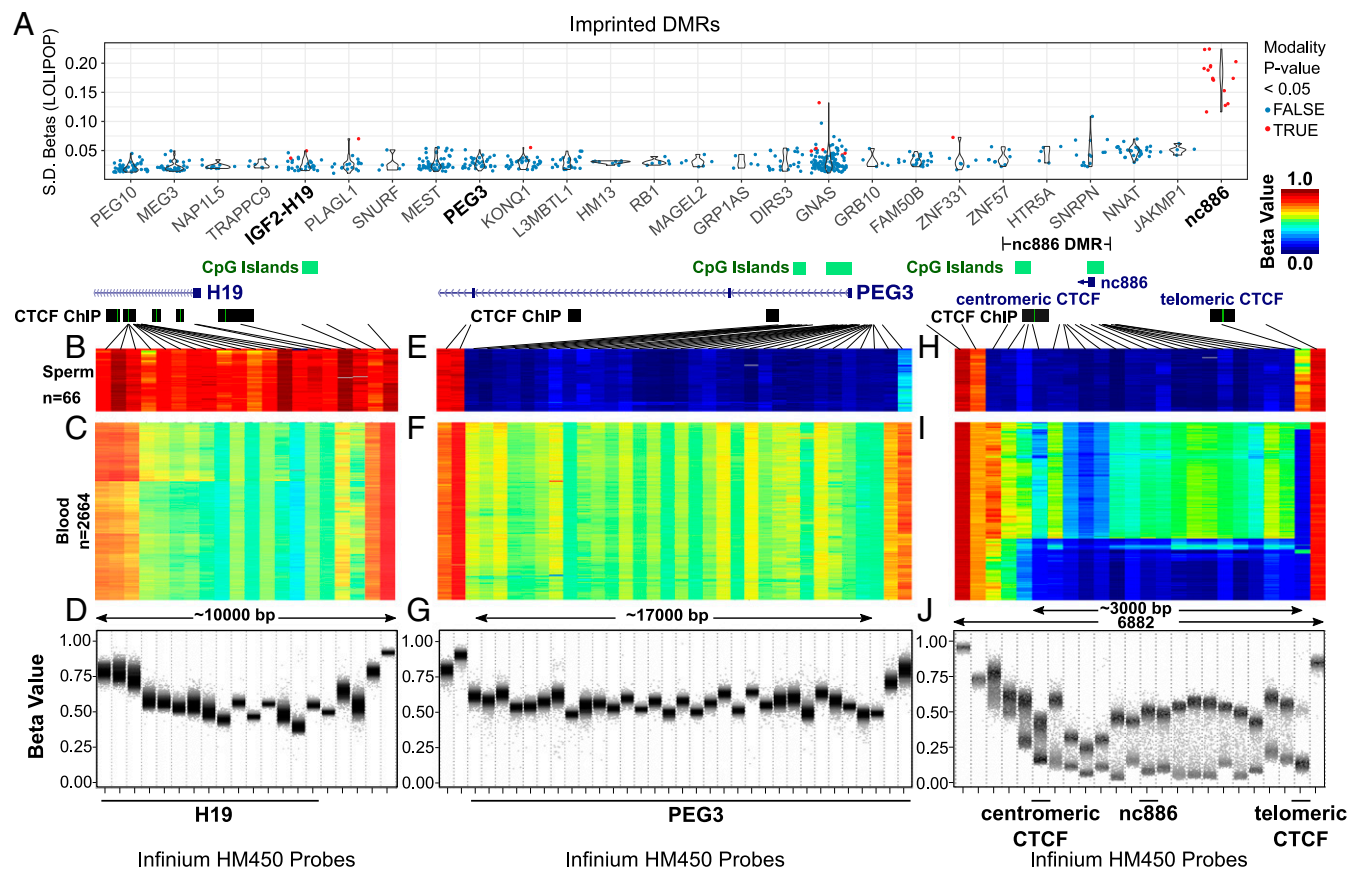 A
Imprinted DMRs
S.D. Betas (LOLIPOP)
0.20
0.15
0.10
0.05
Modality
P-value
< 0.05
FALSE
TRUE
PEG10
MEG3
NAP1L5
TRAPPC9
IGF2-H19
PLAGL1
SNURF
MEST
PEG3
KONQ1
L3MBTL1
HM13
RB1
MAGEL2
GRP1AS
DIRS3
GNAS
GRB10
FAM50B
ZNF331
ZNF57
HTR5A
SNRPN
NNAT
JAKMP1
nc886
1.0
Beta Value
0.0
nc886 DMR
CpG Islands
CpG Islands
CpG Islands
H19
PEG3
nc886
centromeric CTCF
telomeric CTCF
CTCF ChIP
CTCF ChIP
CTCF ChIP
B
Sperm
n=66
E
H
C
Blood
n=2664
F
I
D
~10000 bp
G
~17000 bp
J
~3000 bp
6882
Beta Value
1.00
0.75
0.50
0.25
0.00
1.00
0.75
0.50
0.25
0.00
1.00
0.75
0.50
0.25
0.00
H19
PEG3
centromeric
CTCF
nc886
telomeric
CTCF
Infinium HM450 Probes
Infinium HM450 Probes
Infinium HM450 Probes